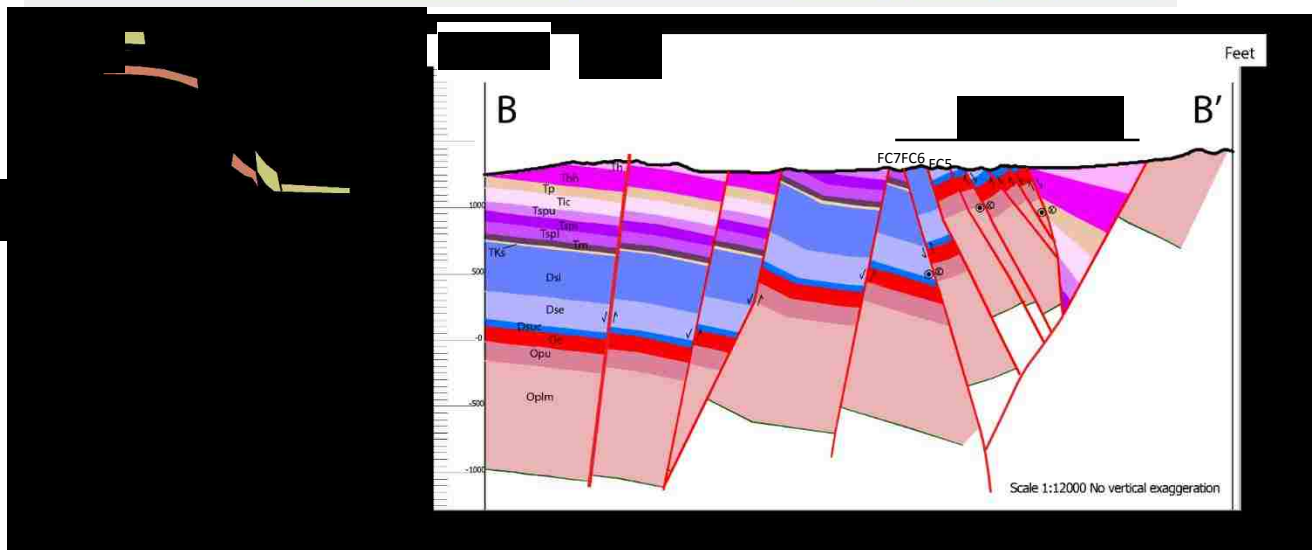 Feet
B
B'
FC7FC6
FC5
Th
Tbh
Tp
Tic
Tspu
Tspl
Tm
TKs
Dsi
Dse
Dsuc
Oc
Opu
Oplm
1000
500
-0
-500
-1000
Scale 1:12000 No vertical exaggeration